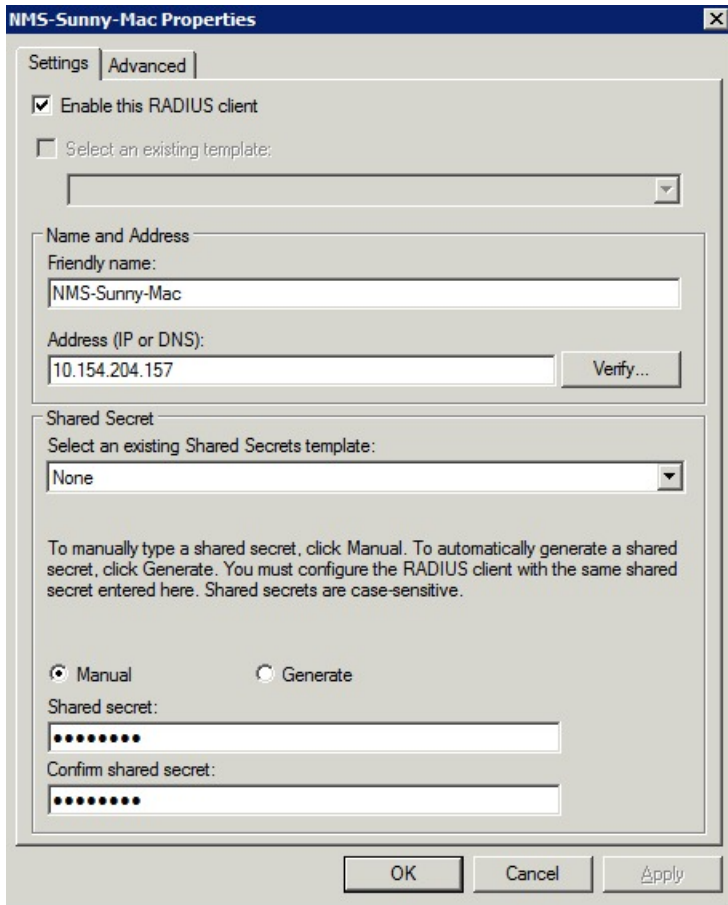 NMS-Sunny-Mac Properties
Settings
Advanced
Enable this RADIUS client
Select an existing template:
Name and Address
Friendly name:
NMS-Sunny-Mac
Address (IP or DNS):
10.154.204.157
Verify...
Shared Secret
Select an existing Shared Secrets template:
None
To manually type a shared secret, click Manual. To automatically generate a shared
secret, click Generate. You must configure the RADIUS client with the same shared
secret entered here. Shared secrets are case-sensitive.
Manual
Generate
Shared secret:
●●●●●●●●
Confirm shared secret:
●●●●●●●●
OK
Cancel
Apply